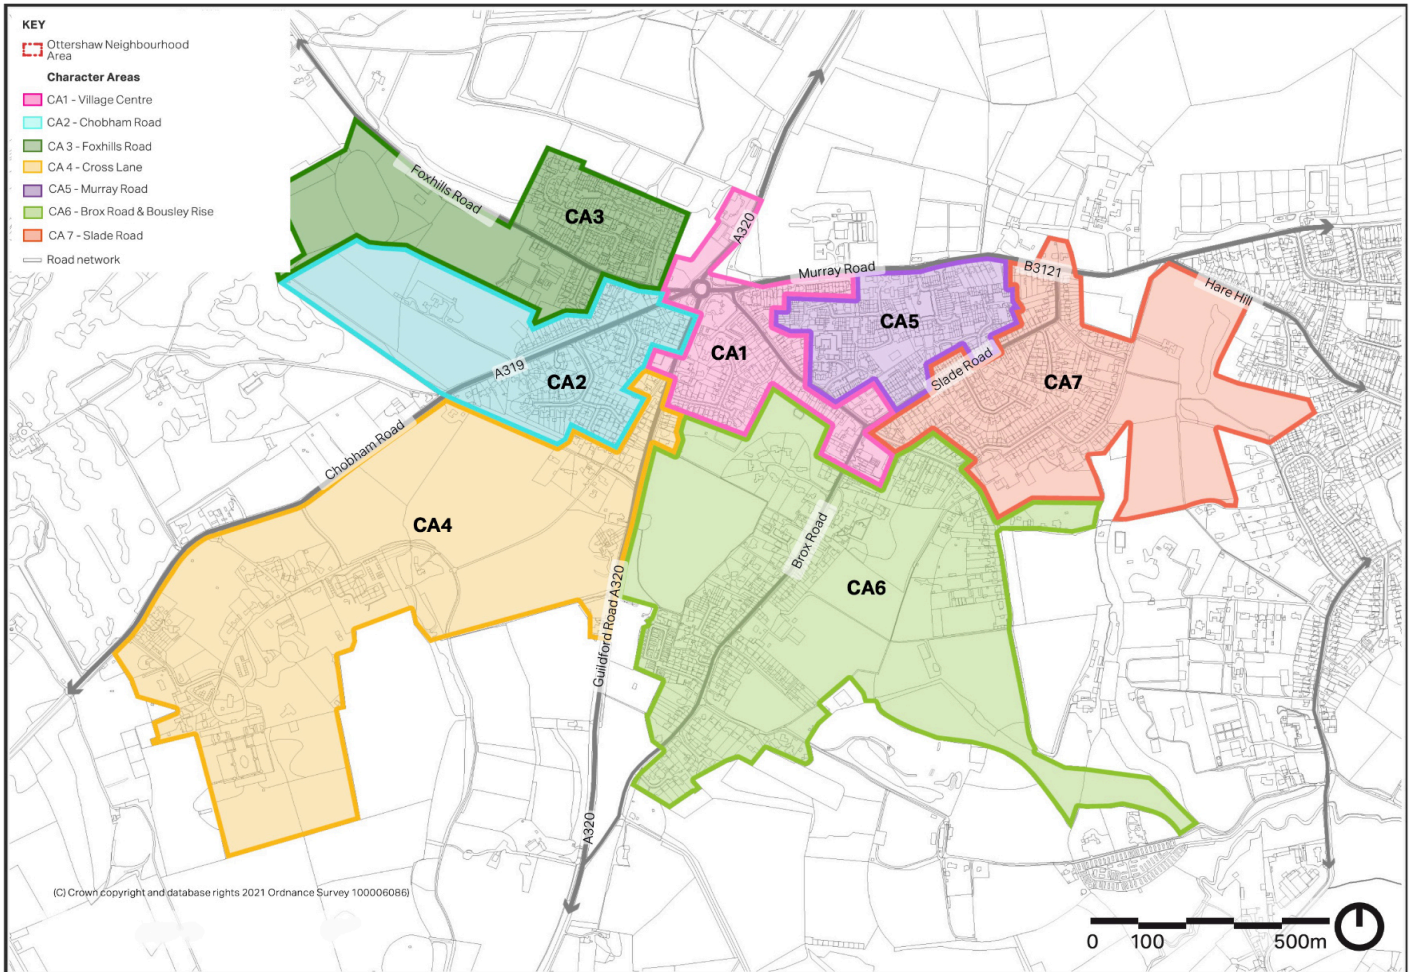 KEY
Ottershaw Neighbourhood
Area
Character Areas
CA1 - Village Centre
CA2 - Chobham Road
CA 3 - Foxhills Road
CA 4 - Cross Lane
CA5 - Murray Road
CA6 - Brox Road & Bousley Rise
CA 7 - Slade Road
Road network
Foxhills Road
CA3
A320
Murray Road
B3121
Hare Hill
CA5
CA1
Slade Road
A319
CA2
CA7
Chobham Road
CA4
Brox Road
CA6
Guildford Road A320
A320
(C) Crown copyright and database rights 2021 Ordnance Survey 100006086)
0 100 500m